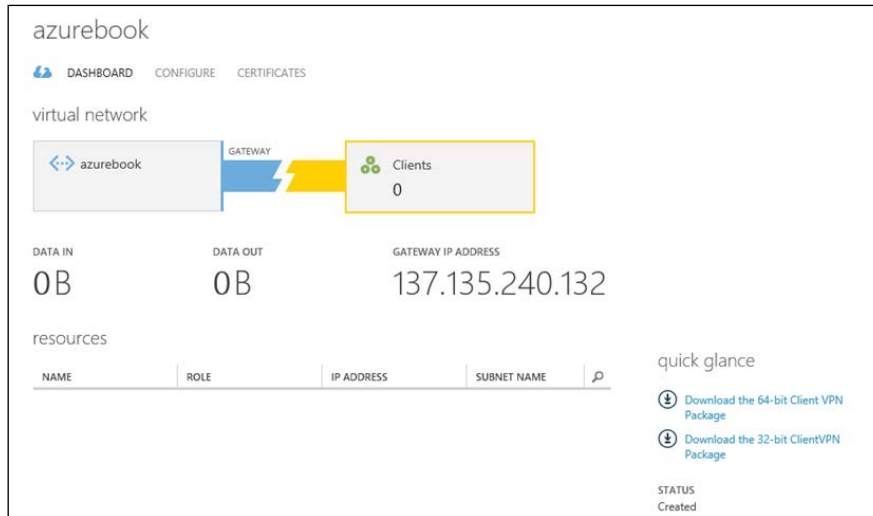 azurebook
DASHBOARD CONFIGURE CERTIFICATES
virtual network
azurebook
GATEWAY
Clients
0
DATA IN DATA OUT GATEWAY IP ADDRESS
0B 0B 137.135.240.132
resources
NAME ROLE IP ADDRESS SUBNET NAME
quick glance
Download the 64-bit Client VPN
Package
Download the 32-bit ClientVPN
Package
STATUS
Created